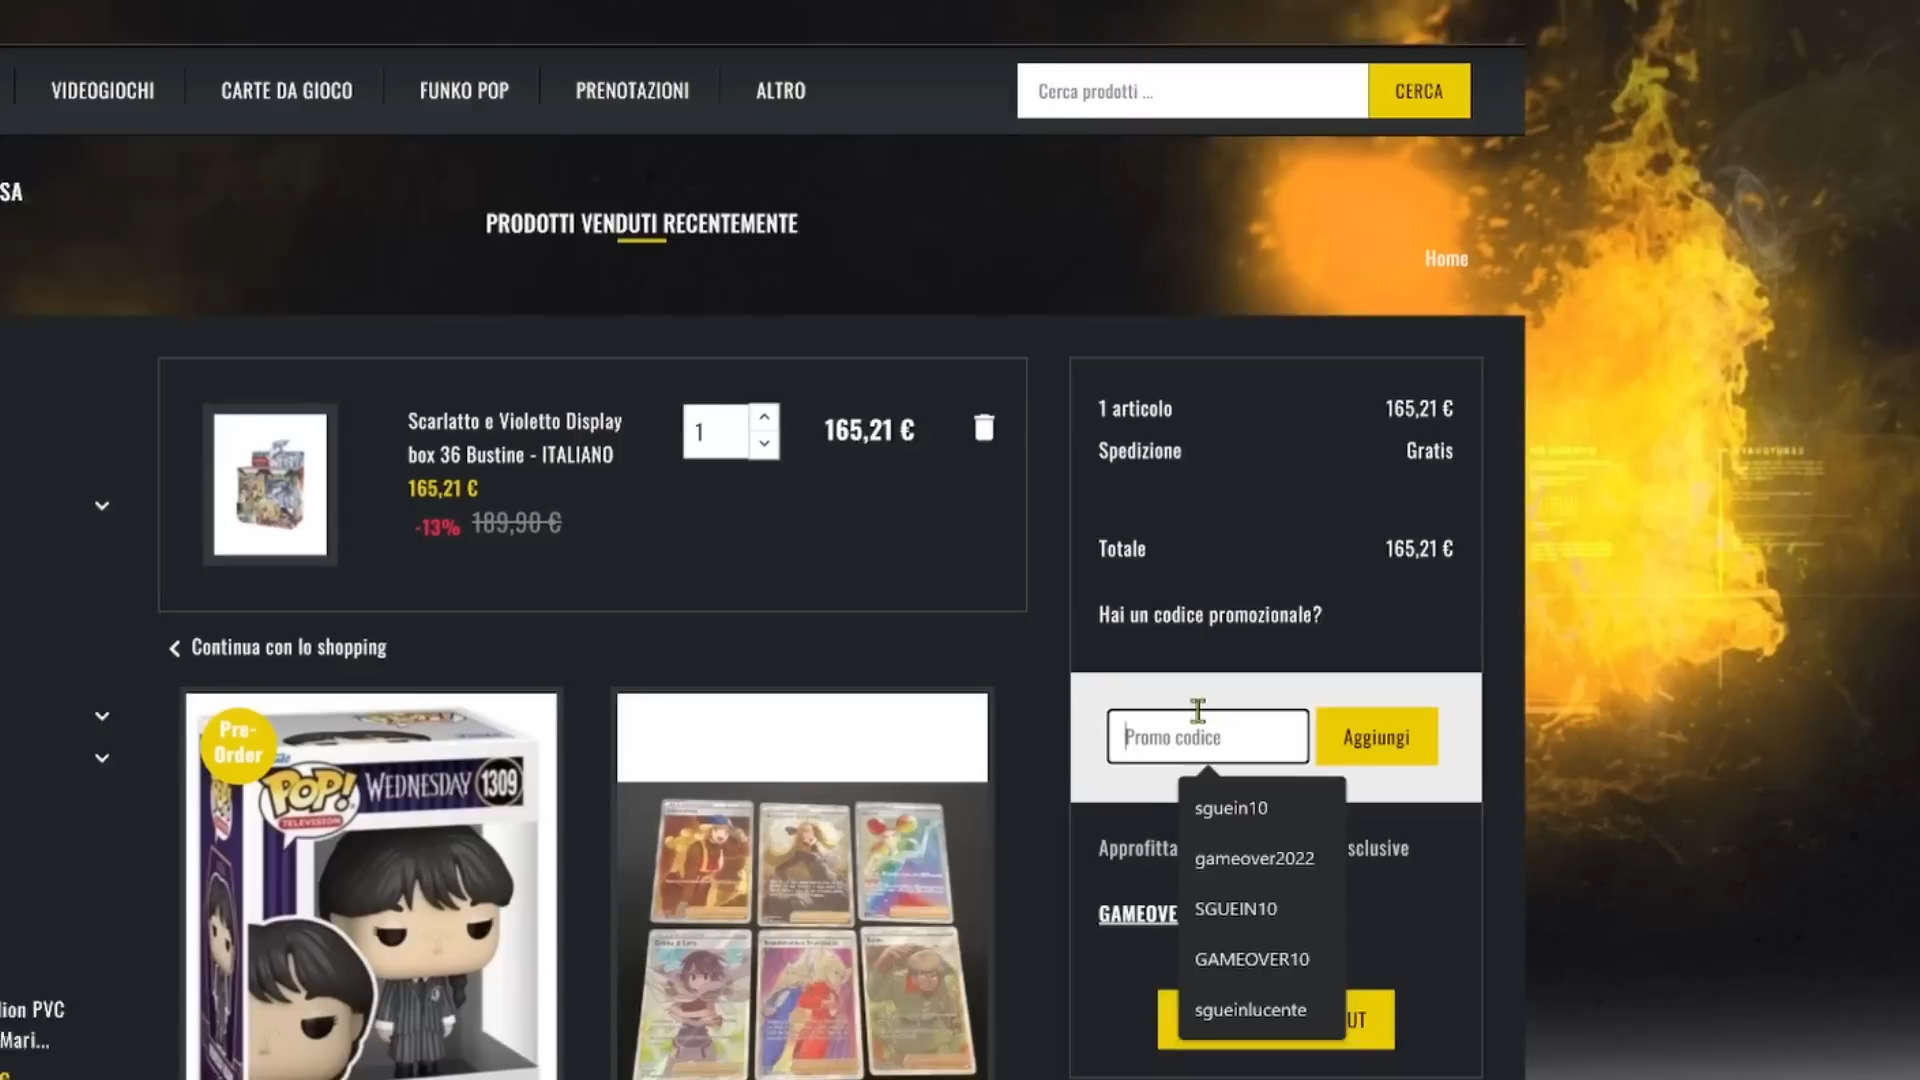 VIDEOGIOCHI
CARTE DA GIOCO
FUNKO POP
PRENOTAZIONI
ALTRO
Cerca prodotti ...
CERCA
SA
PRODOTTI VENDUTI RECENTEMENTE
Home
Scarlatto e Violetto Display
box 36 Bustine - ITALIANO
165,21 €
-13% 189,90 €
1
165,21 €
1 articolo 165,21 €
Spedizione Gratis
Totale 165,21 €
Hai un codice promozionale?
Promo codice
Aggiungi
sguein10
gameover2022
SGUEIN10
GAMEOVER10
sgueinlucente
Approfitta
sclusive
GAMEOVE
UT
Continua con lo shopping
Pre-
Order
POP!
TELEVISION
WEDNESDAY
1309
lion PVC
Mari...